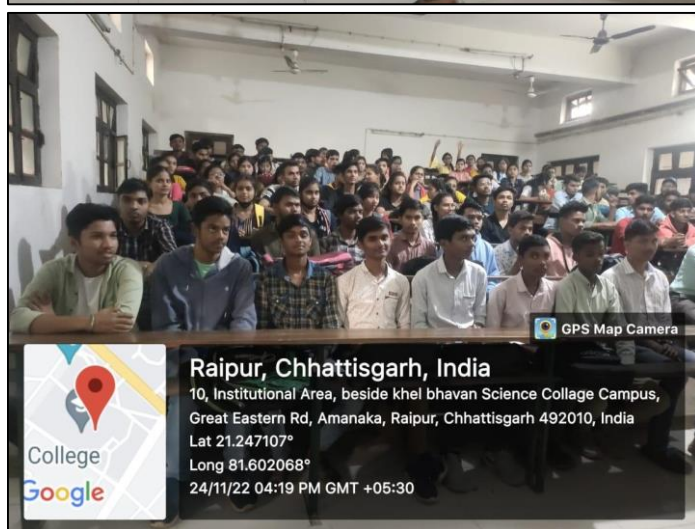 GPS Map Camera
Raipur, Chhattisgarh, India
10, Institutional Area, beside khel bhavan Science Collage Campus,
Great Eastern Rd, Amanaka, Raipur, Chhattisgarh 492010, India
Lat 21.247107°
Long 81.602068°
24/11/22 04:19 PM GMT +05:30
College
Google